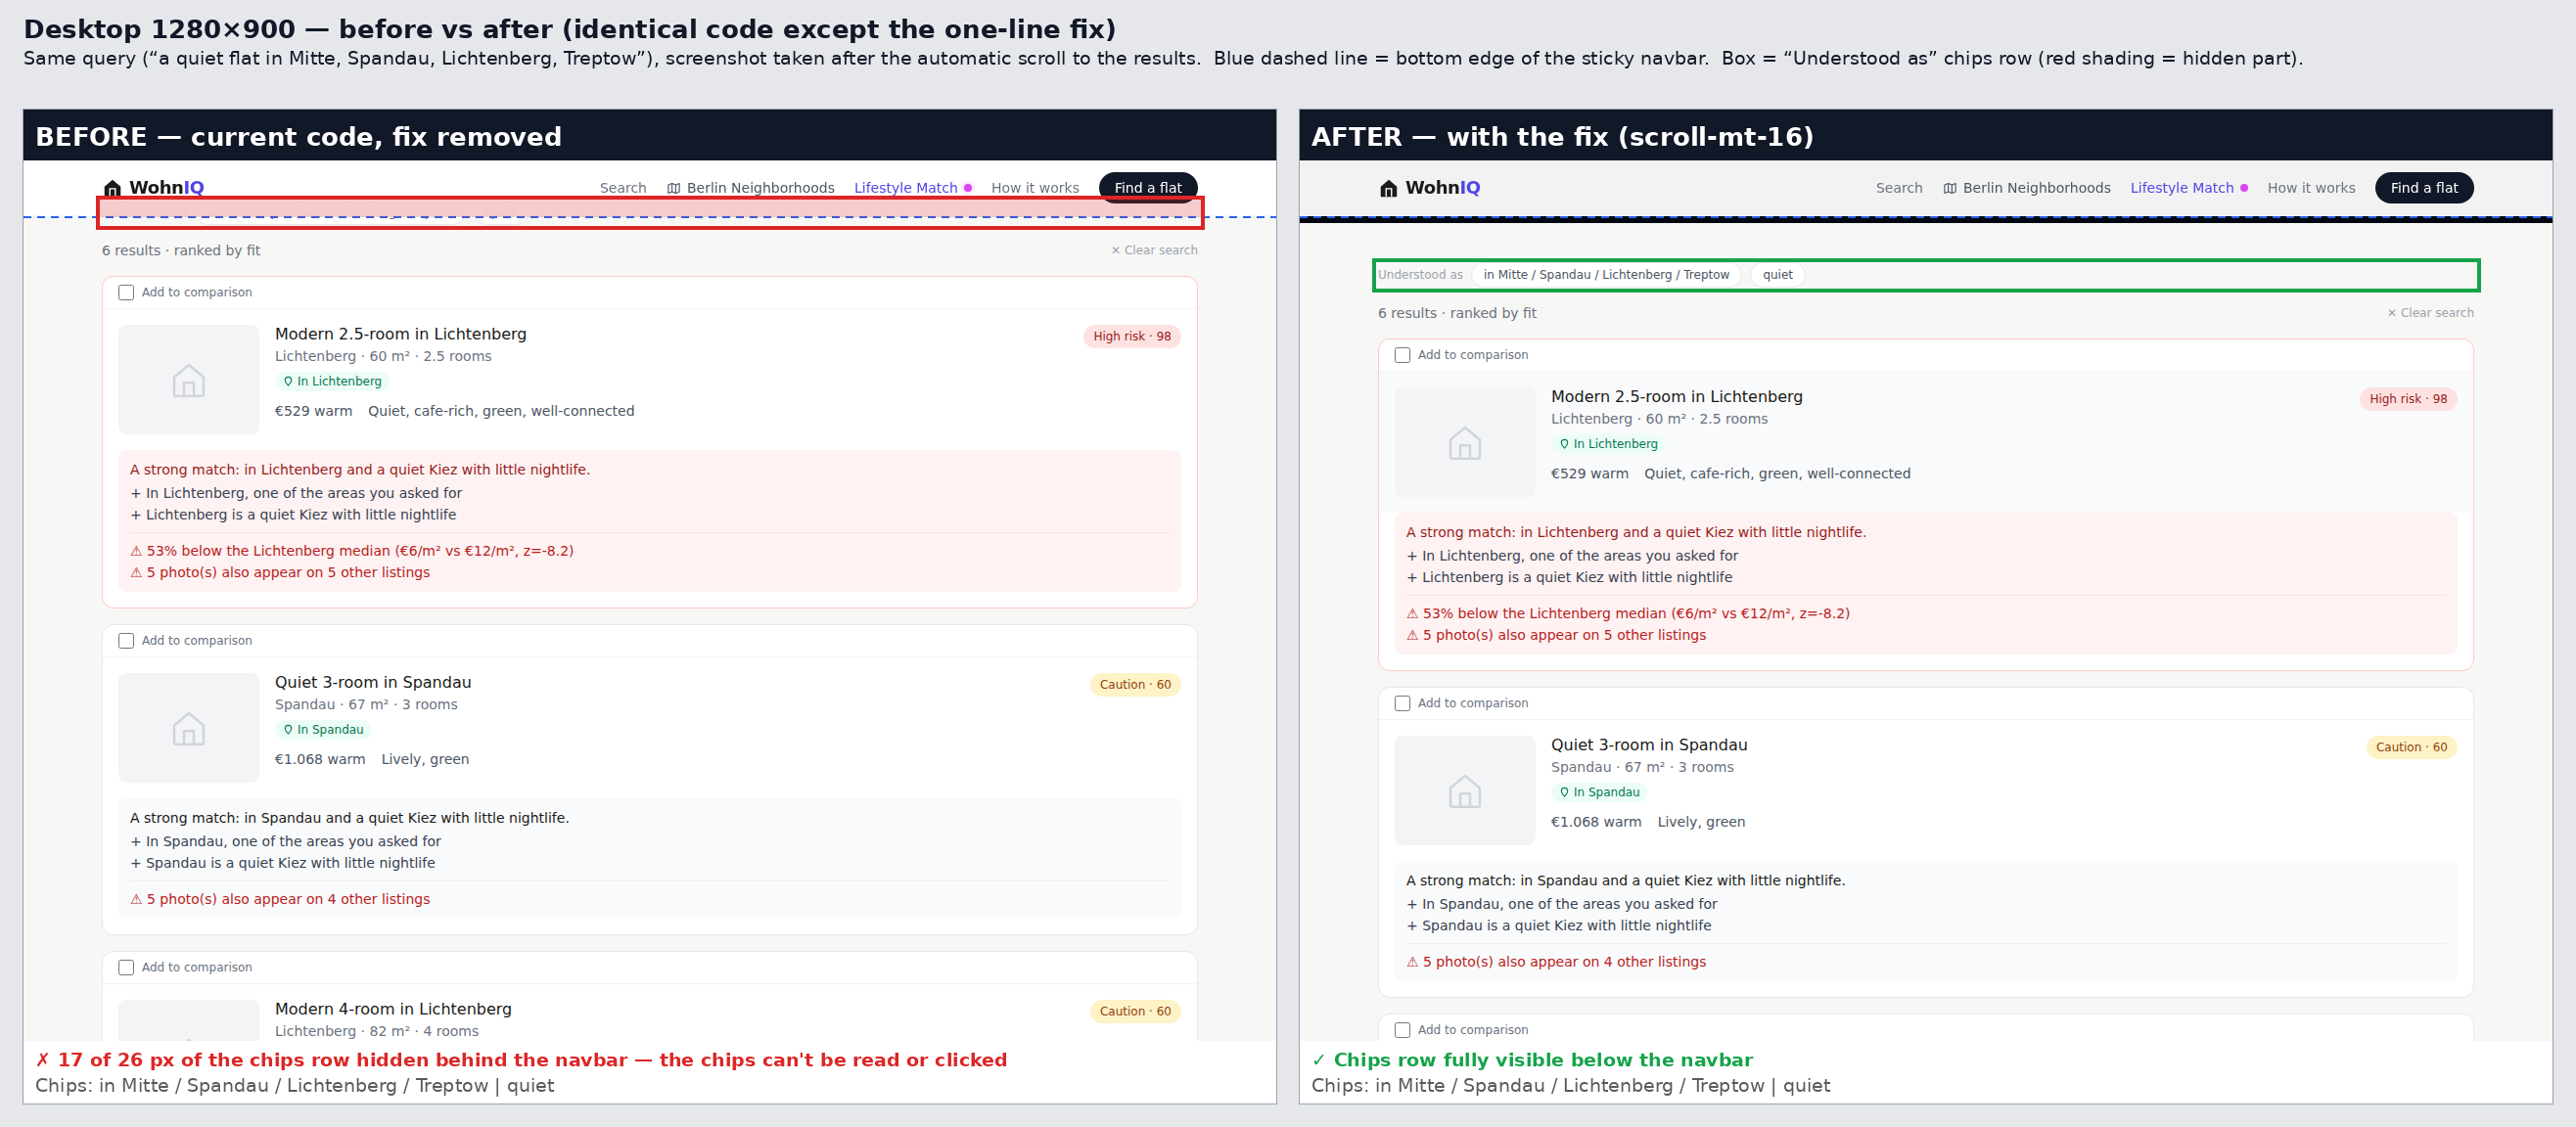 Desktop 1280×900 — before vs after (identical code except the one-line fix)
Same query (“a quiet flat in Mitte, Spandau, Lichtenberg, Treptow”), screenshot taken after the automatic scroll to the results. Blue dashed line = bottom edge of the sticky navbar. Box = “Understood as” chips row (red shading = hidden part).
BEFORE — current code, fix removed
WohnIQ
Search
Berlin Neighborhoods
Lifestyle Match
How it works
Find a flat
6 results · ranked by fit
✕ Clear search
Add to comparison
Modern 2.5-room in Lichtenberg
High risk · 98
Lichtenberg · 60 m² · 2.5 rooms
In Lichtenberg
€529 warm Quiet, cafe-rich, green, well-connected
A strong match: in Lichtenberg and a quiet Kiez with little nightlife.
+ In Lichtenberg, one of the areas you asked for
+ Lichtenberg is a quiet Kiez with little nightlife
⚠ 53% below the Lichtenberg median (€6/m² vs €12/m², z=-8.2)
⚠ 5 photo(s) also appear on 5 other listings
Add to comparison
Quiet 3-room in Spandau
Caution · 60
Spandau · 67 m² · 3 rooms
In Spandau
€1.068 warm Lively, green
A strong match: in Spandau and a quiet Kiez with little nightlife.
+ In Spandau, one of the areas you asked for
+ Spandau is a quiet Kiez with little nightlife
⚠ 5 photo(s) also appear on 4 other listings
Add to comparison
Modern 4-room in Lichtenberg
Caution · 60
Lichtenberg · 82 m² · 4 rooms
✗ 17 of 26 px of the chips row hidden behind the navbar — the chips can't be read or clicked
Chips: in Mitte / Spandau / Lichtenberg / Treptow | quiet
AFTER — with the fix (scroll-mt-16)
WohnIQ
Search
Berlin Neighborhoods
Lifestyle Match
How it works
Find a flat
Understood as in Mitte / Spandau / Lichtenberg / Treptow quiet
6 results · ranked by fit
✕ Clear search
Add to comparison
Modern 2.5-room in Lichtenberg
High risk · 98
Lichtenberg · 60 m² · 2.5 rooms
In Lichtenberg
€529 warm Quiet, cafe-rich, green, well-connected
A strong match: in Lichtenberg and a quiet Kiez with little nightlife.
+ In Lichtenberg, one of the areas you asked for
+ Lichtenberg is a quiet Kiez with little nightlife
⚠ 53% below the Lichtenberg median (€6/m² vs €12/m², z=-8.2)
⚠ 5 photo(s) also appear on 5 other listings
Add to comparison
Quiet 3-room in Spandau
Caution · 60
Spandau · 67 m² · 3 rooms
In Spandau
€1.068 warm Lively, green
A strong match: in Spandau and a quiet Kiez with little nightlife.
+ In Spandau, one of the areas you asked for
+ Spandau is a quiet Kiez with little nightlife
⚠ 5 photo(s) also appear on 4 other listings
Add to comparison
✓ Chips row fully visible below the navbar
Chips: in Mitte / Spandau / Lichtenberg / Treptow | quiet